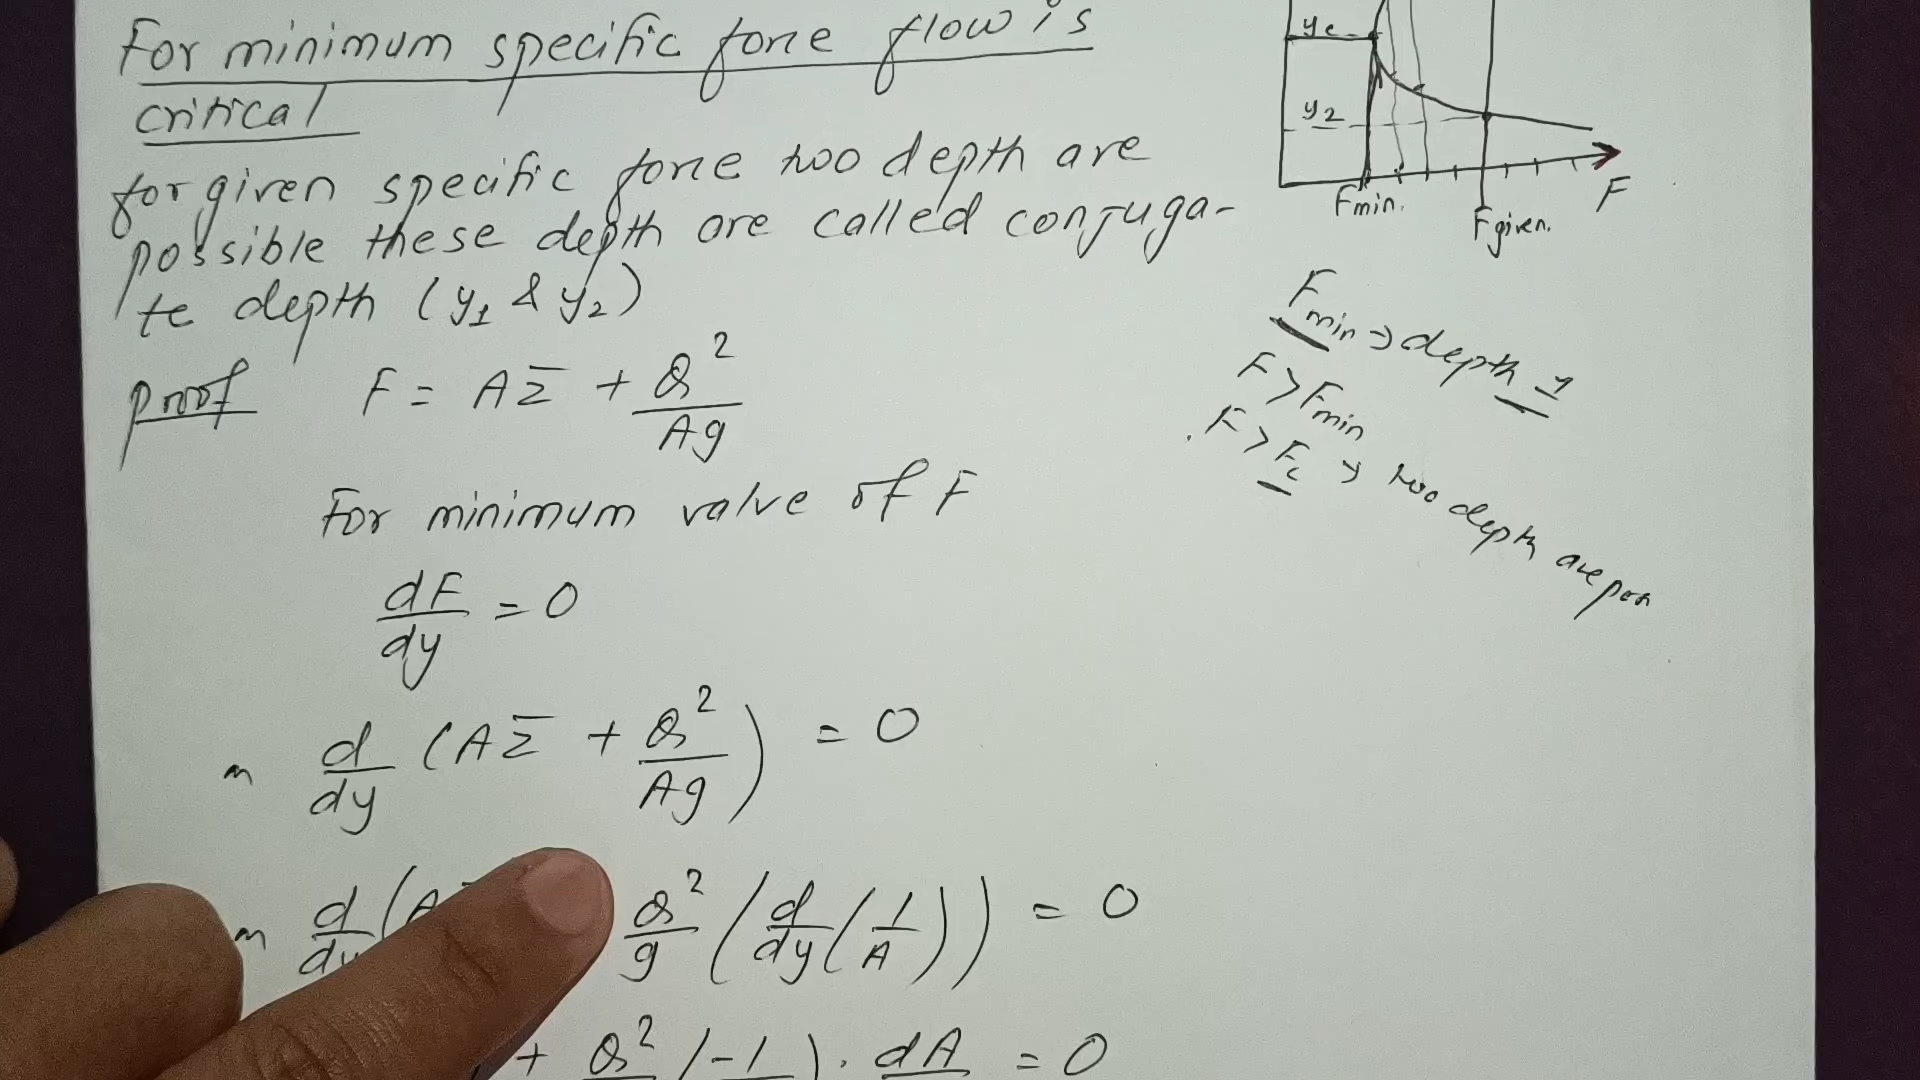 For minimum specific force flow is
critical
for given specific force two depth are
possible these depth are called conjuga-
te depth (y₁ & y₂)
proof F = A z̅ + Q²/Ag
For minimum value of F
dF/dy = 0
d/dy (A z̅ + Q²/Ag) = 0
d/dy (A Q²/g (d/dy (1/A)) = 0
+ Q² (-1 ) . dA = 0
yc
y2
Fmin.
Fgiven.
F
Fmin → depth 1
F > Fmin
F > Fc → two depth are pos